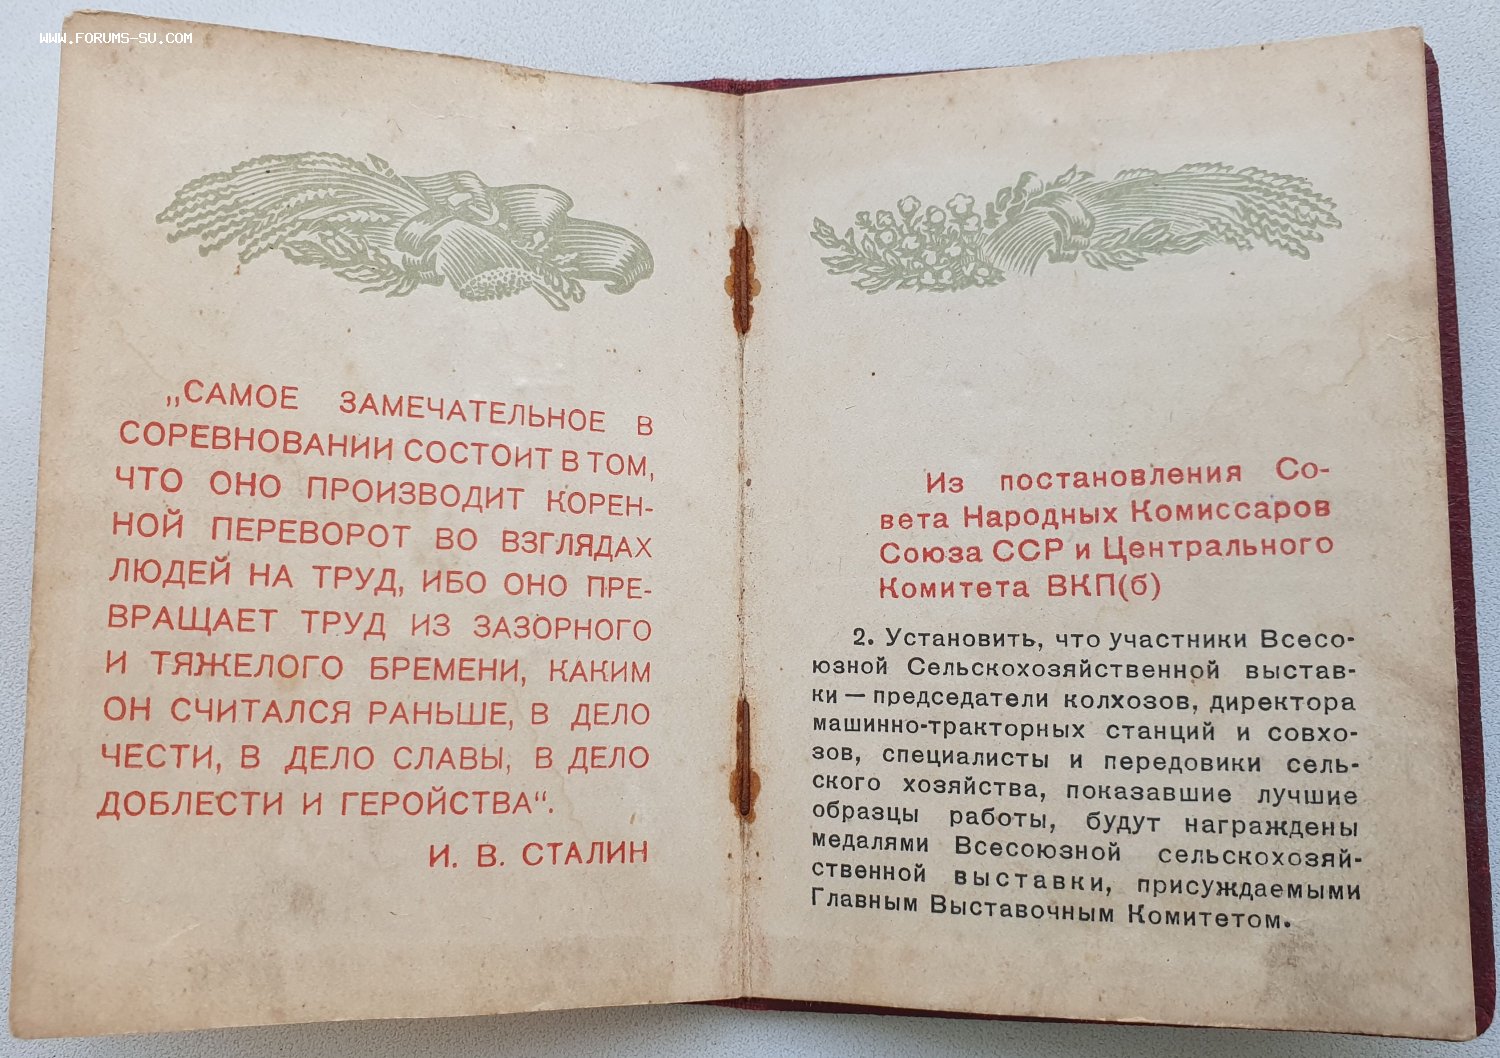 WWW.FORUMS-SU.COM
„САМОЕ ЗАМЕЧАТЕЛЬНОЕ В
СОРЕВНОВАНИИ СОСТОИТ В ТОМ,
ЧТО ОНО ПРОИЗВОДИТ КОРЕН-
НОЙ ПЕРЕВОРОТ ВО ВЗГЛЯДАХ
ЛЮДЕЙ НА ТРУД, ИБО ОНО ПРЕ-
ВРАЩАЕТ ТРУД ИЗ ЗАЗОРНОГО
И ТЯЖЕЛОГО БРЕМЕНИ, КАКИМ
ОН СЧИТАЛСЯ РАНЬШЕ, В ДЕЛО
ЧЕСТИ, В ДЕЛО СЛАВЫ, В ДЕЛО
ДОБЛЕСТИ И ГЕРОЙСТВА“.
И. В. СТАЛИН
Из постановления Со-
вета Народных Комиссаров
Союза ССР и Центрального
Комитета ВКП(б)
2. Установить, что участники Всесо-
юзной Сельскохозяйственной выстав-
ки — председатели колхозов, директора
машинно-тракторных станций и совхо-
зов, специалисты и передовики сель-
ского хозяйства, показавшие лучшие
образцы работы, будут награждены
медалями Всесоюзной сельскохозяй-
ственной выставки, присуждаемыми
Главным Выставочным Комитетом.